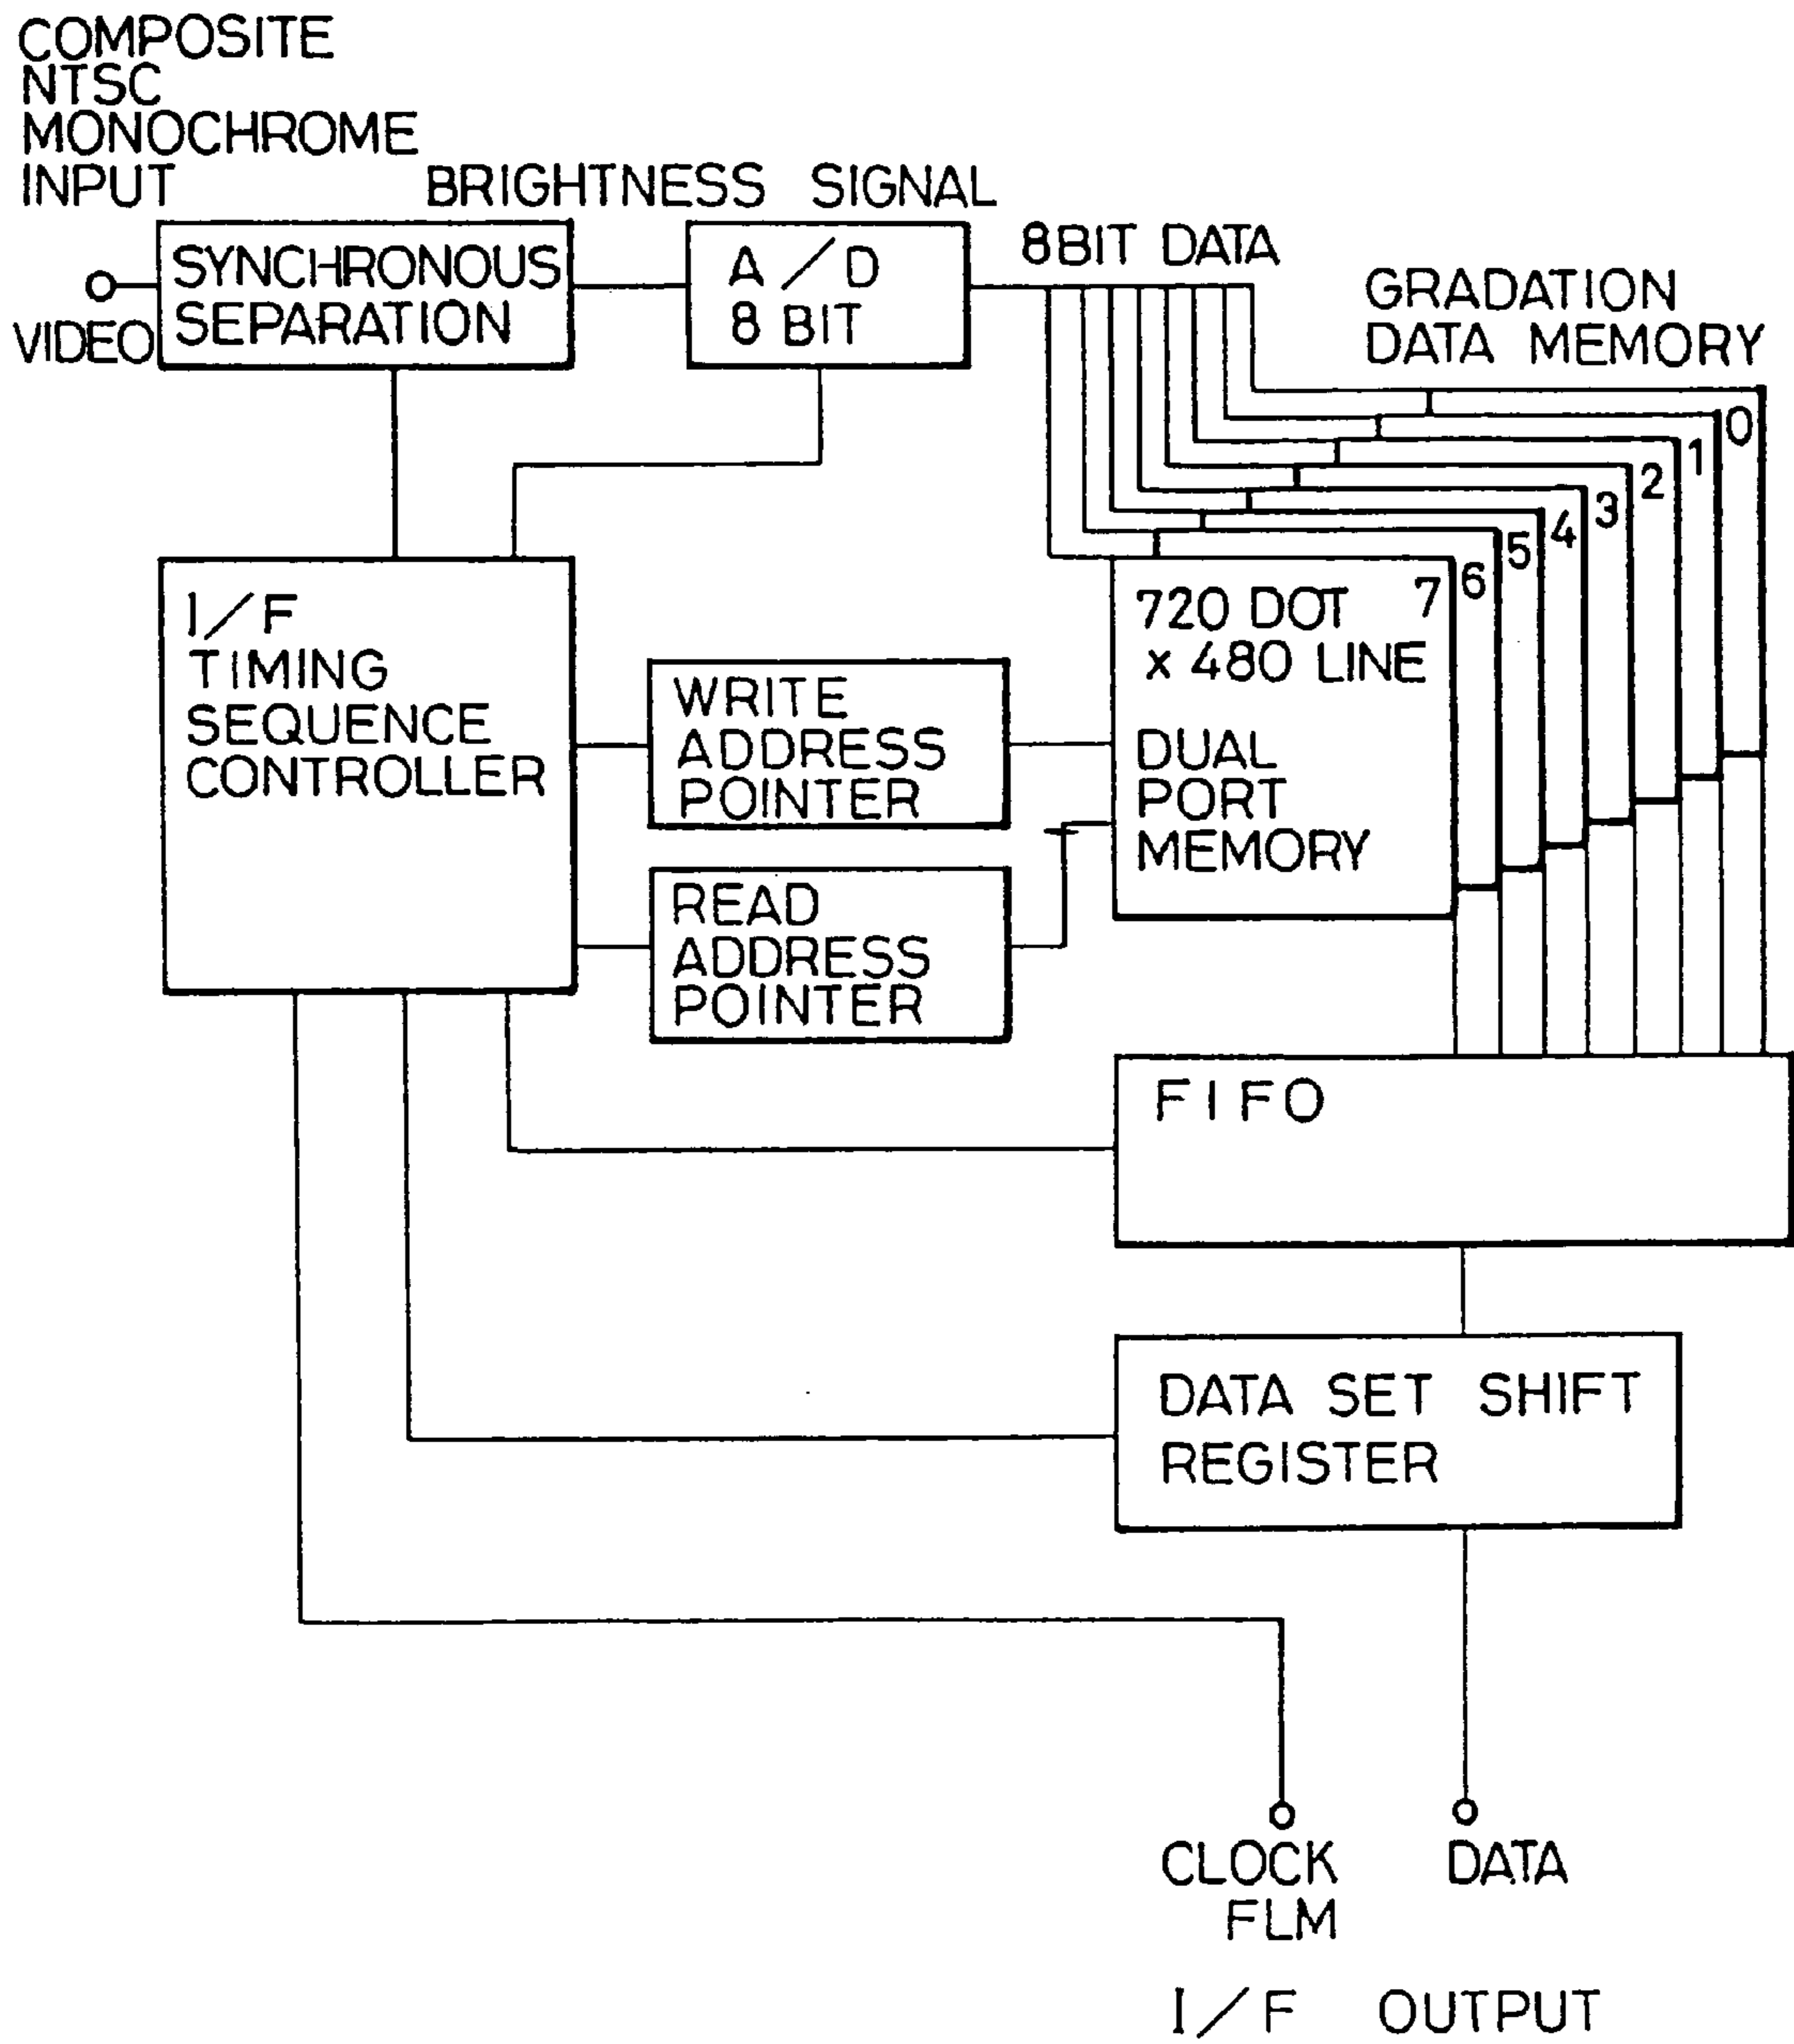 COMPOSITE
NTSC
MONOCHROME
INPUT
BRIGHTNESS SIGNAL
VIDEO
SYNCHRONOUS
SEPARATION
A/D
8 BIT
8BIT DATA
GRADATION
DATA MEMORY
0
1
2
3
4
5
6
7
720 DOT
x 480 LINE
DUAL
PORT
MEMORY
I/F
TIMING
SEQUENCE
CONTROLLER
WRITE
ADDRESS
POINTER
READ
ADDRESS
POINTER
FIFO
DATA SET SHIFT
REGISTER
CLOCK
FLM
DATA
I/F OUTPUT